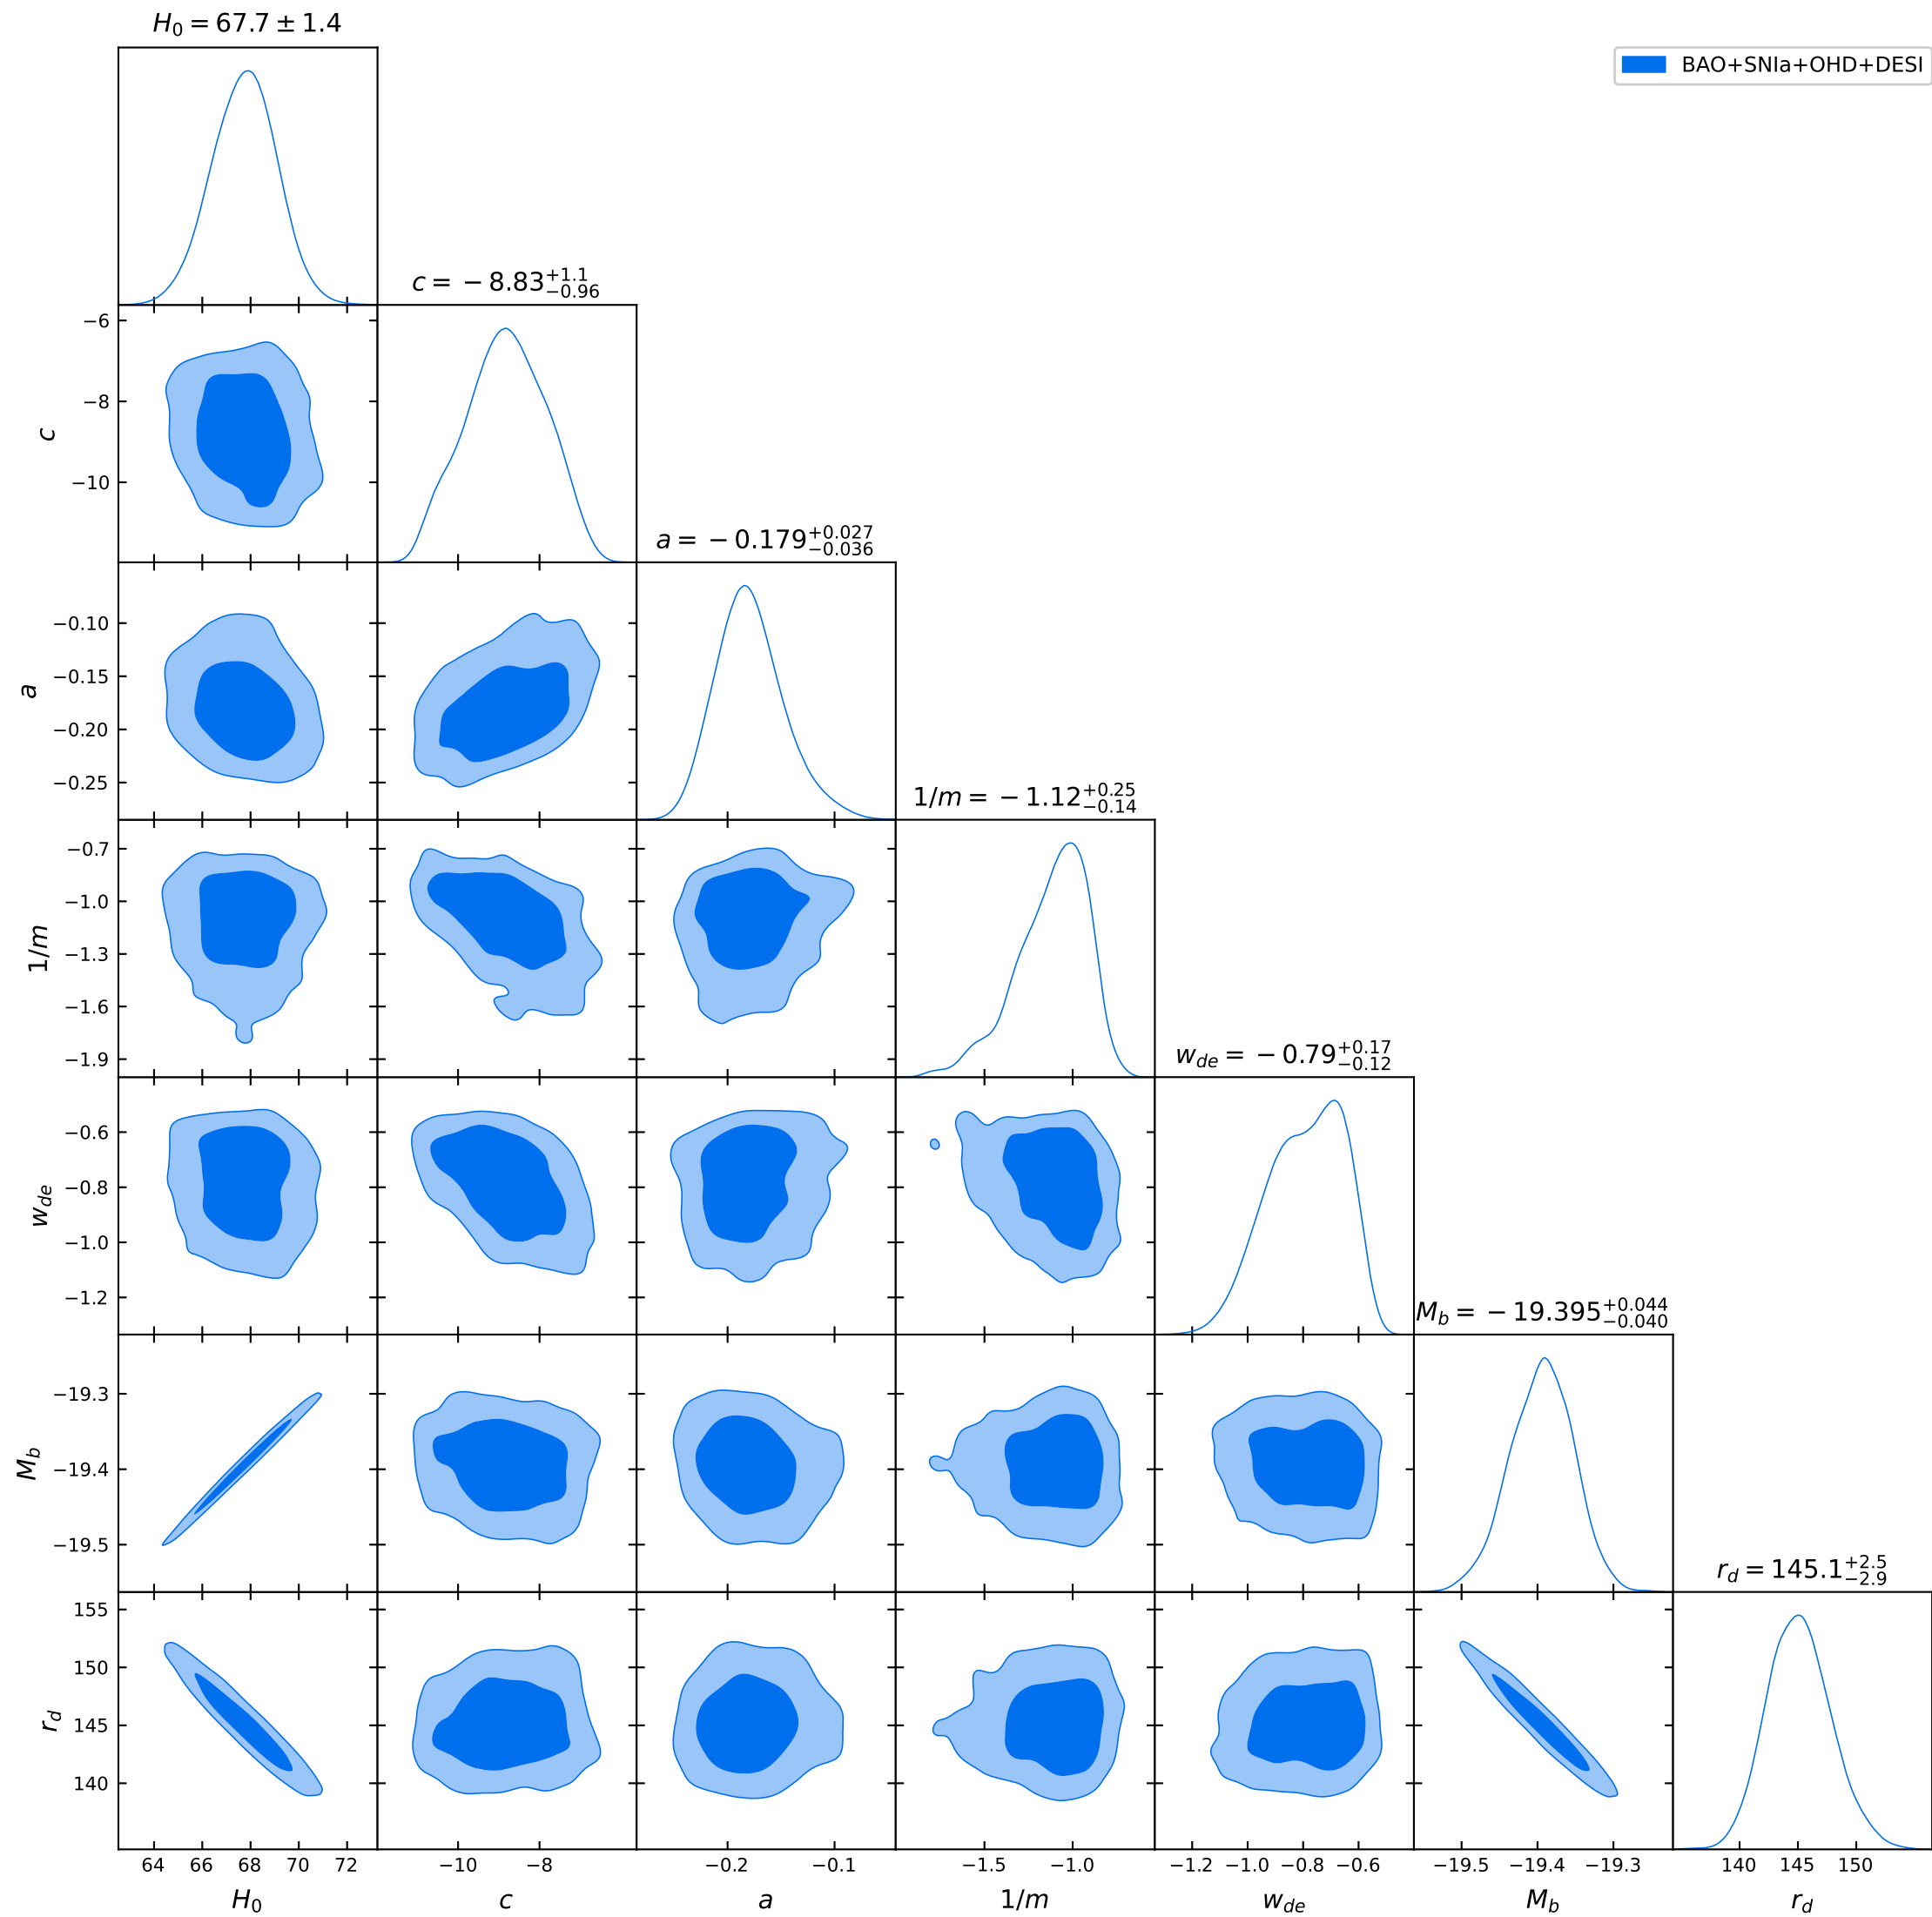 H₀ = 67.7 ± 1.4
BAO+SNIa+OHD+DESI
c = −8.83 +1.1 −0.96
−6
−8
−10
c
a = −0.179 +0.027 −0.036
−0.10
−0.15
−0.20
−0.25
a
1/m = −1.12 +0.25 −0.14
−0.7
−1.0
−1.3
−1.6
−1.9
1/m
w_de = −0.79 +0.17 −0.12
−0.6
−0.8
−1.0
−1.2
w_de
M_b = −19.395 +0.044 −0.040
−19.3
−19.4
−19.5
M_b
r_d = 145.1 +2.5 −2.9
155
150
145
140
r_d
64 66 68 70 72 −10 −8 −0.2 −0.1 −1.5 −1.0 −1.2 −1.0 −0.8 −0.6 −19.5 −19.4 −19.3 140 145 150
H₀ c a 1/m w_de M_b r_d